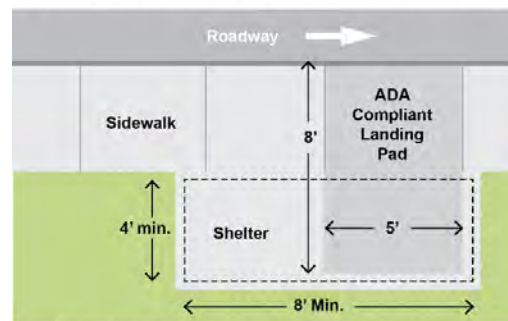 Roadway
ADA
Compliant
Landing
Pad
Sidewalk
8'
4' min.
Shelter
5'
8' Min.